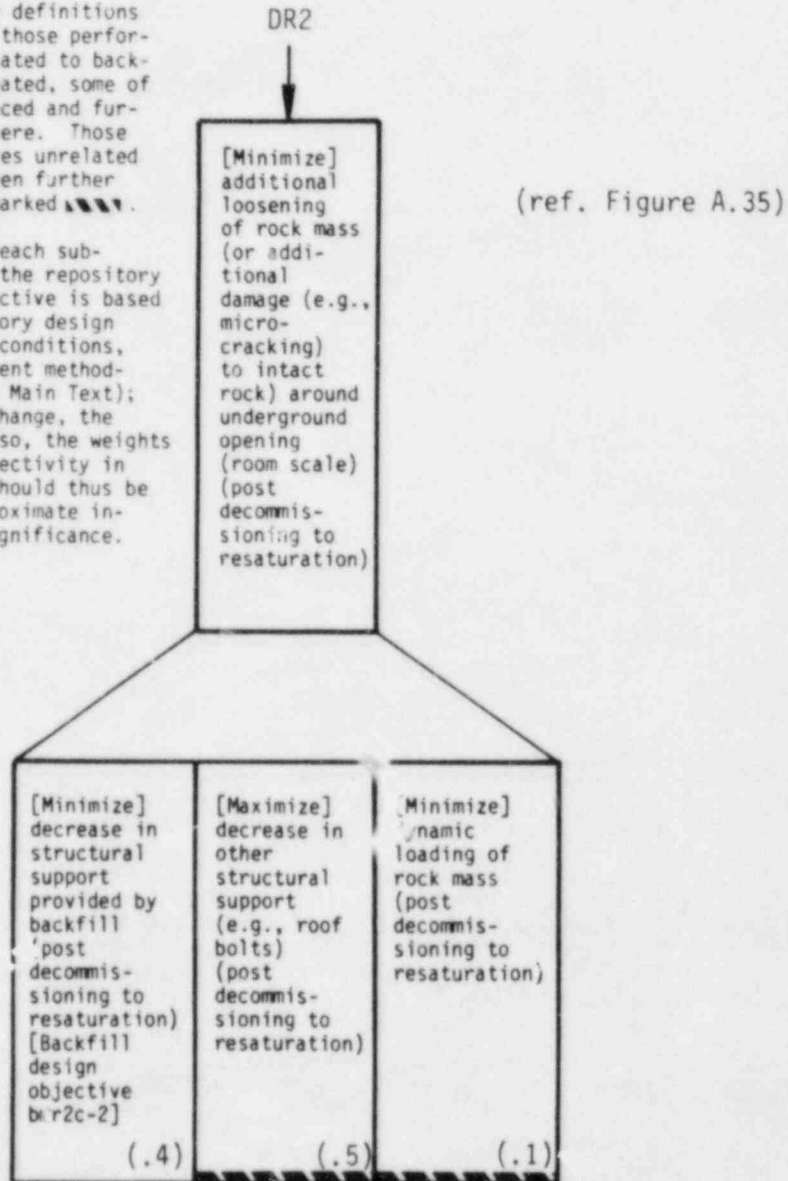 definitions
those perfor-
ated to back-
ated, some of
ced and fur-
ere. Those
es unrelated
en further
arked
each sub-
the repository
ctive is based
ory design
conditions,
ent method-
Main Text);
hange, the
so, the weights
ectivity in
hould thus be
oximate in-
gnificance.
DR2
(ref. Figure A.35)
[Minimize]
additional
loosening
of rock mass
(or addi-
tional
damage (e.g.,
micro-
cracking)
to intact
rock) around
underground
opening
(room scale)
(post
decommis-
sioning to
resaturation)
[Minimize]
decrease in
structural
support
provided by
backfill
(post
decommis-
sioning to
resaturation)
[Backfill
design
objective
(.4)
[Maximize]
decrease in
other
structural
support
(e.g., roof
bolts)
(post
decommis-
sioning to
resaturation)
(.5)
[Minimize]
ynamic
loading of
rock mass
(post
decommis-
sioning to
resaturation)
(.1)